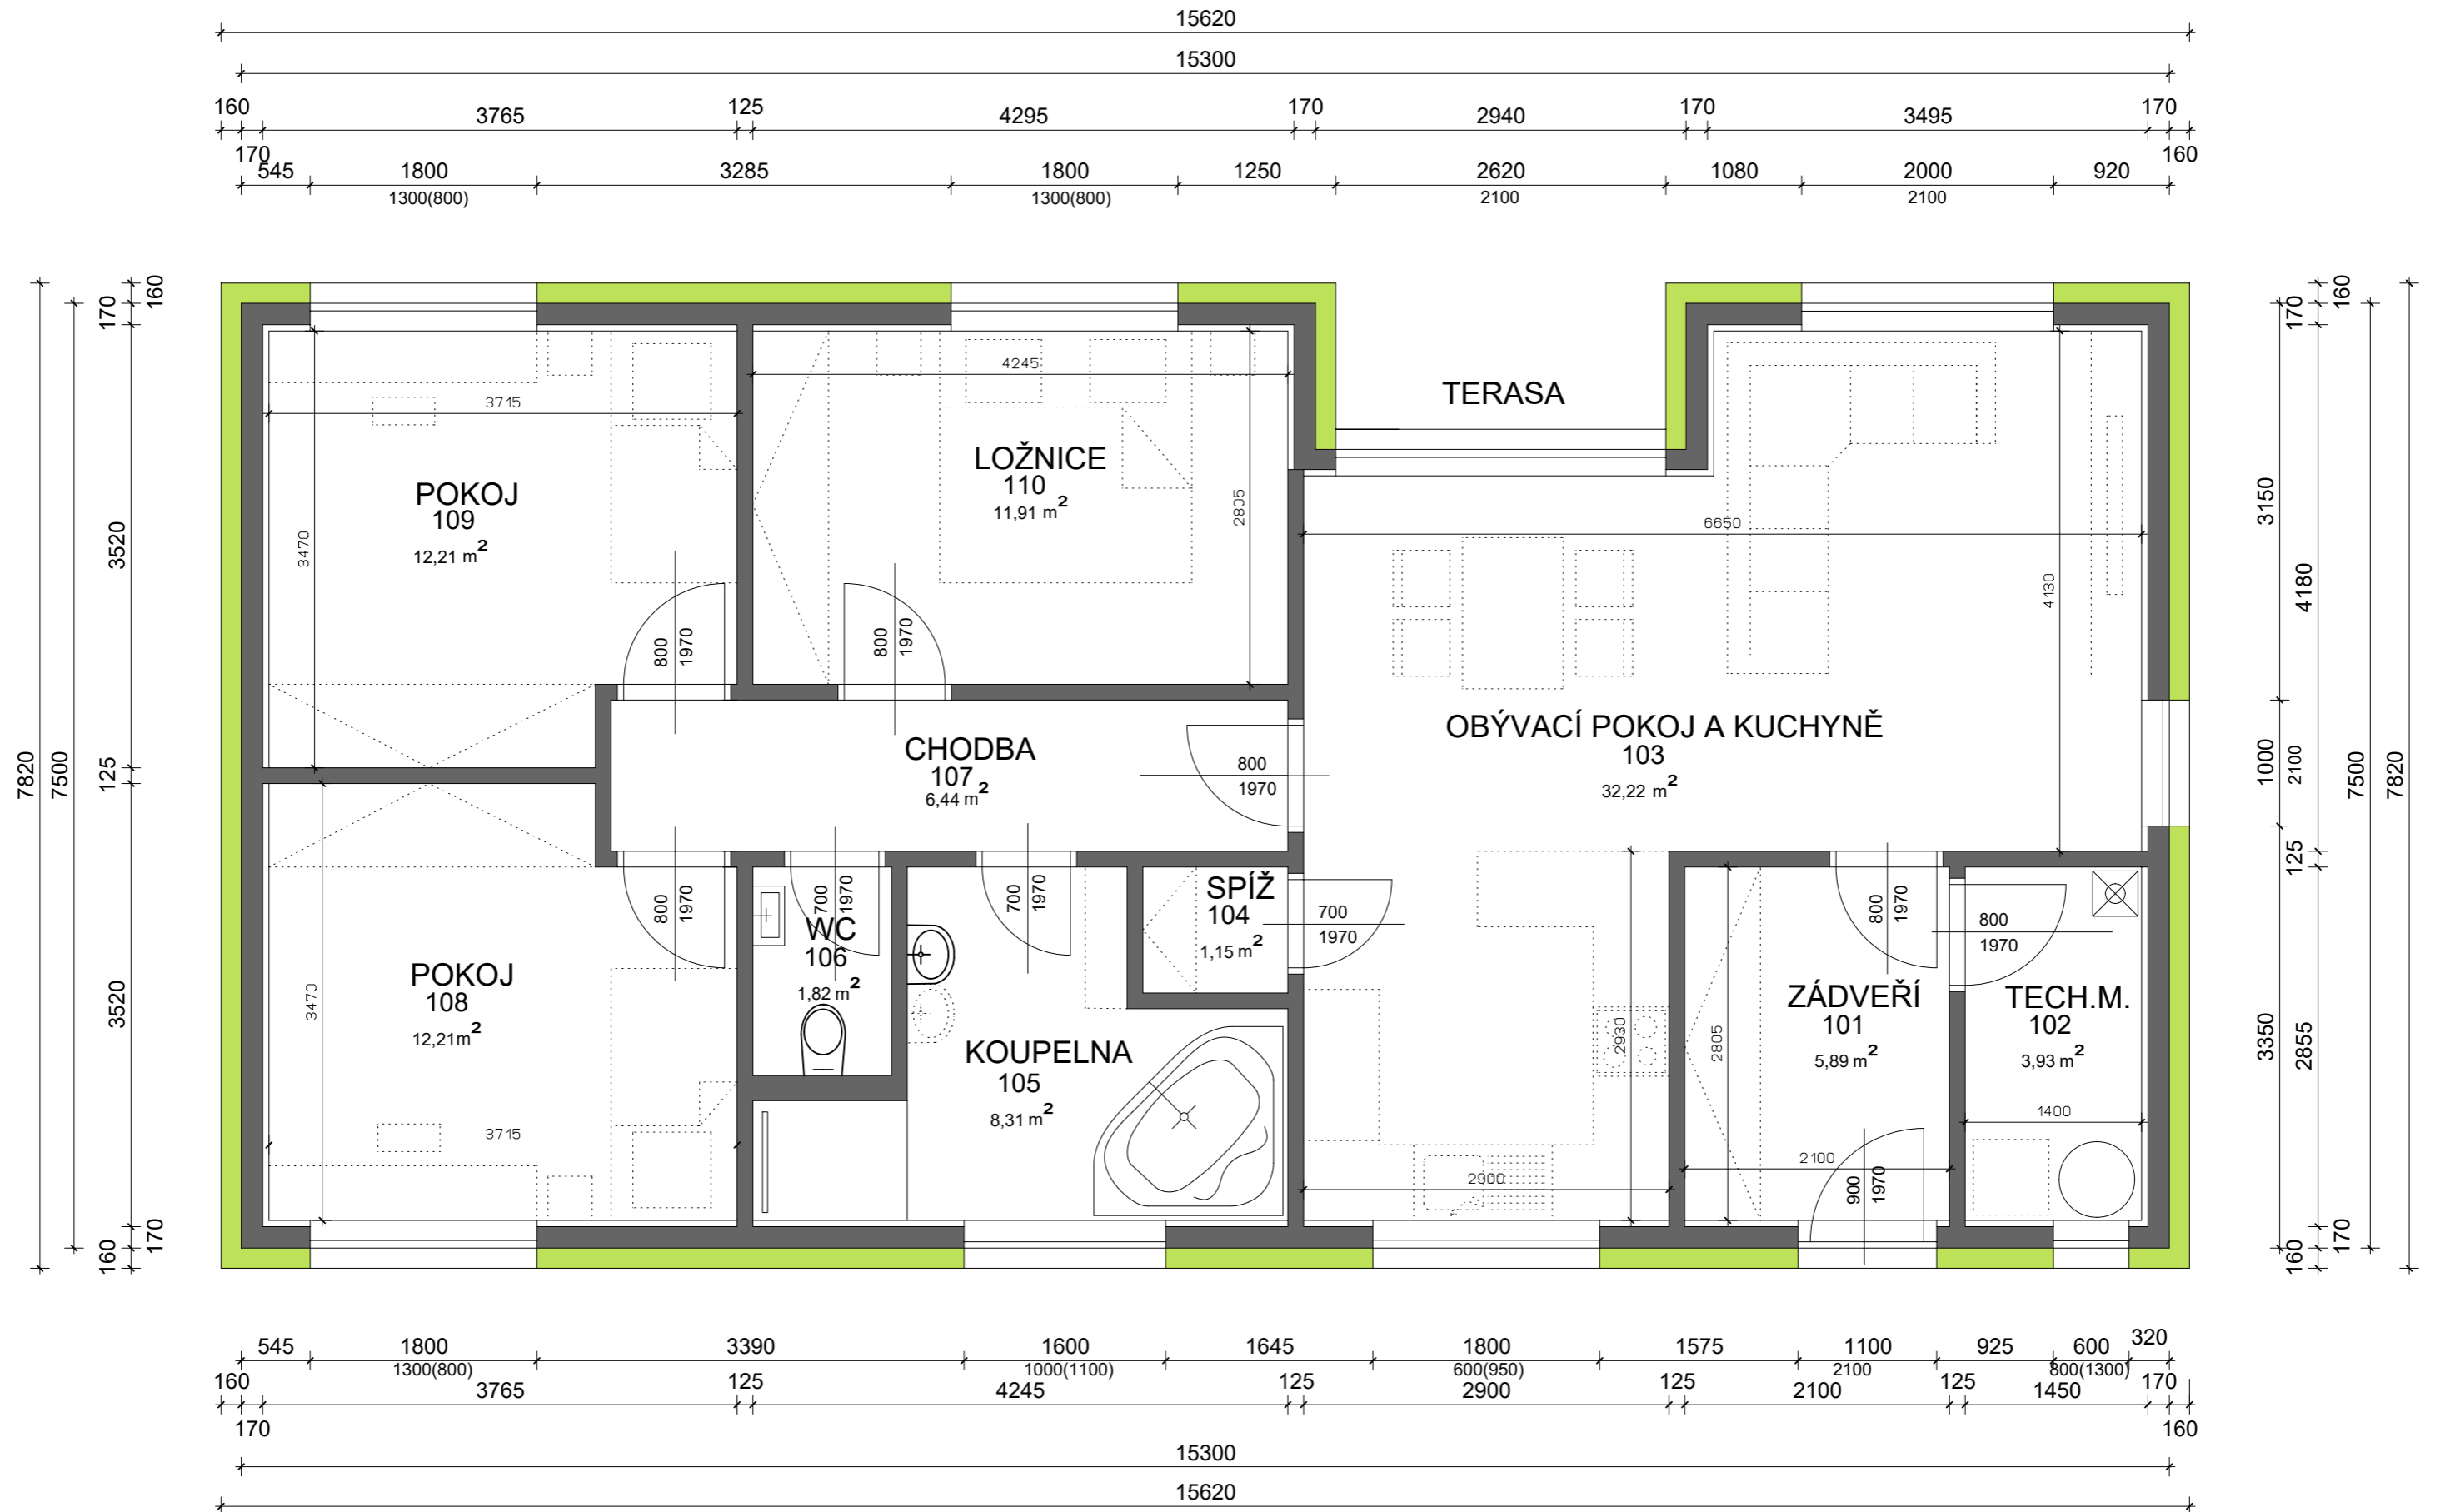 15620
15300
160 3765 125 4295 170 2940 170 3495 170
170 160
545 1800 3285 1800 1250 2620 1080 2000 920
1300(800) 1300(800) 2100 2100
7820
7500
160
170
3520
125
3520
170
160
POKOJ
109
12,21 m²
3715
3470
800
1970
LOŽNICE
110
11,91 m²
4245
2805
800
1970
TERASA
OBÝVACÍ POKOJ A KUCHYNĚ
103
32,22 m²
6650
4130
2930
2900
CHODBA
107
6,44 m²
800
1970
POKOJ
108
12,21m²
3470
3715
800
1970
WC
106
1,82 m²
700
1970
KOUPELNA
105
8,31 m²
700
1970
SPÍŽ
104
1,15 m²
700
1970
ZÁDVEŘÍ
101
5,89 m²
800
1970
2805
2100
900
1970
TECH.M.
102
3,93 m²
800
1970
1400
160
170
3150
4180
1000
2100
125
3350
2855
170
160
7500
7820
545 1800 3390 1600 1645 1800 1575 1100 925 600 320
1300(800) 1000(1100) 600(950) 2100 800(1300)
160 3765 125 4245 125 2900 125 2100 125 1450 170
170 160
15300
15620